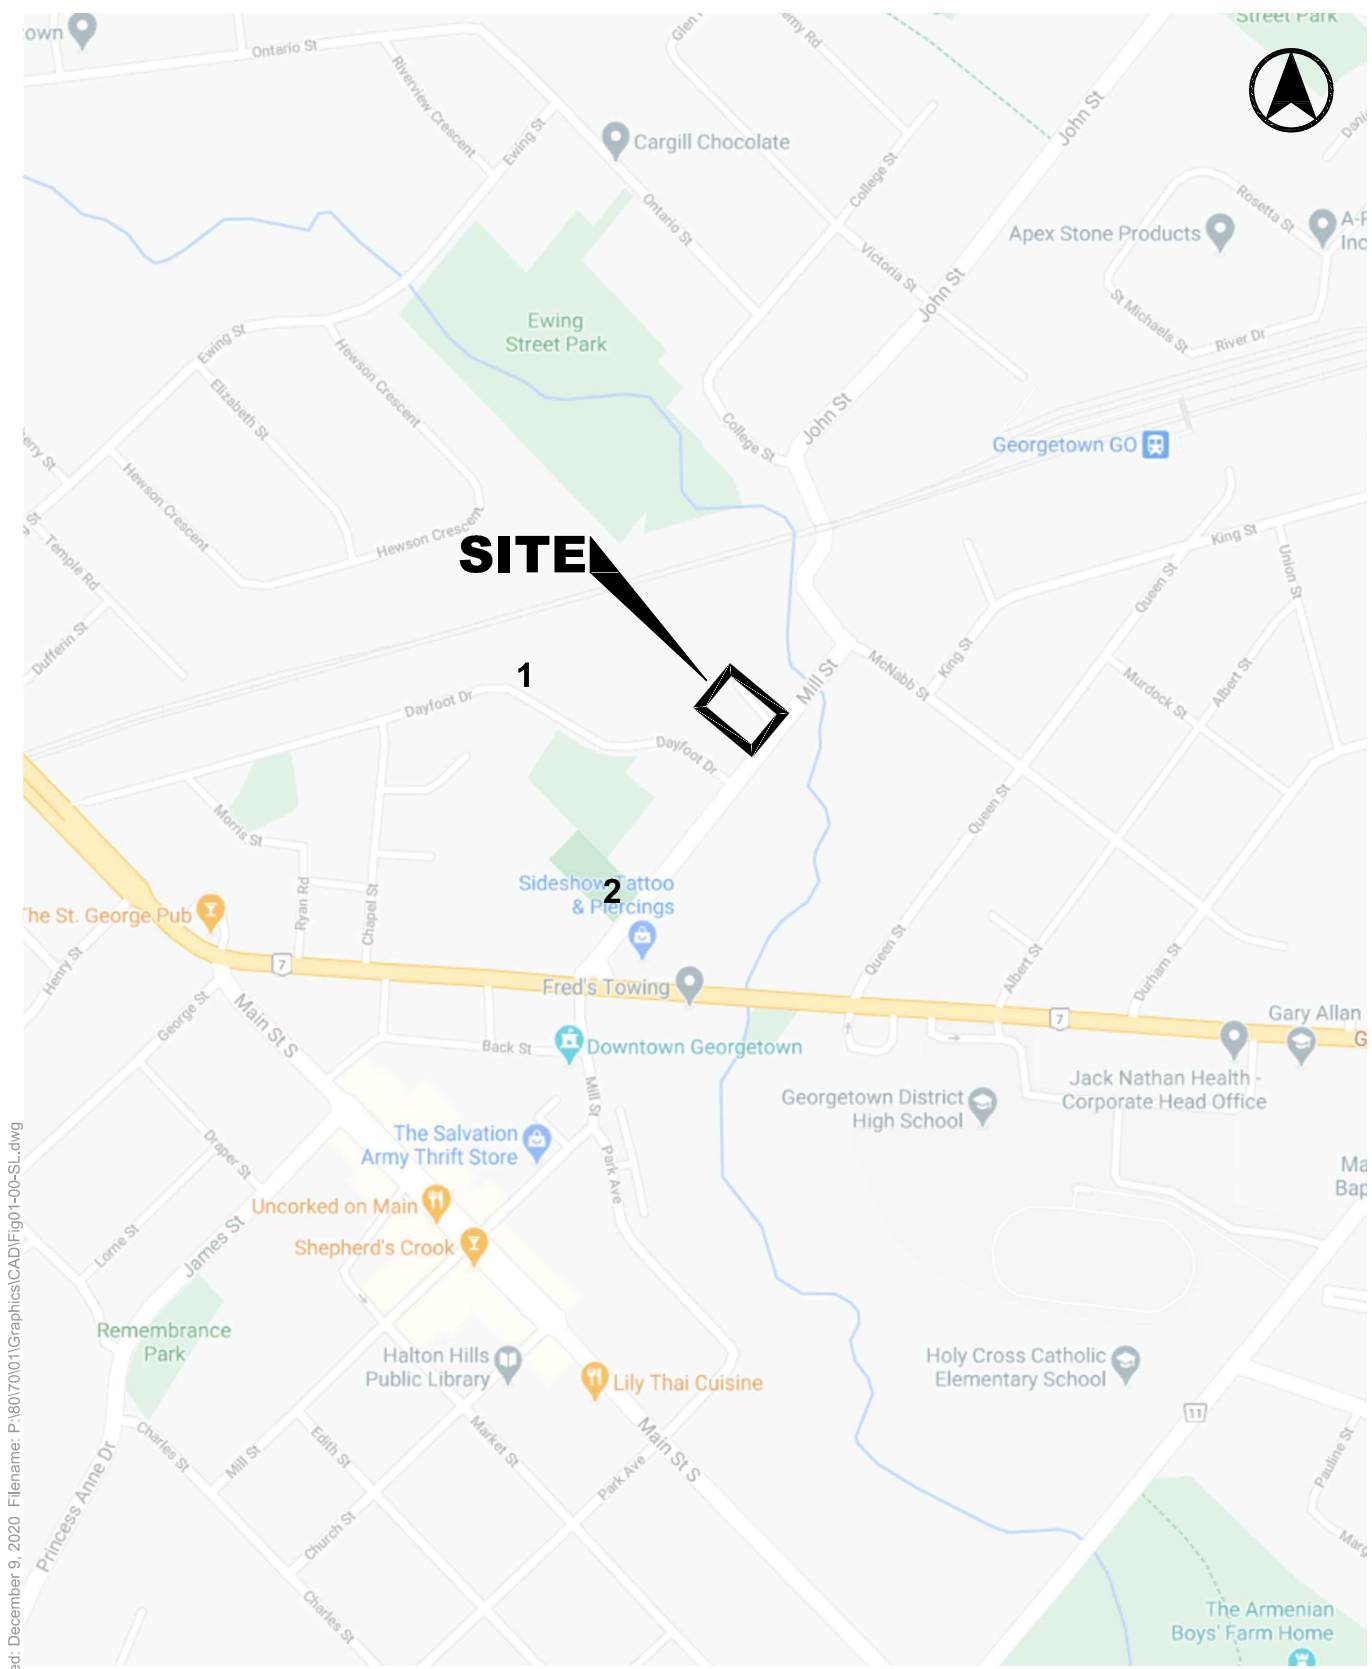 own
Ontario St
Riverview Crescent
Ewing St
Cargill Chocolate
John St
Street Park
Ontario St
College St
Victoria St
Apex Stone Products
Rosetta St
St Michaels St
River Dr
John St
Ewing
Street Park
Ewing St
Hewson Crescent
Elizabeth St
John St
College St
Georgetown GO
Hewson Crescent
Hewson Crescent
SITE
Temple Rd
Dufferin St
King St
Union St
Queen St
1
Dayfoot Dr
Dayfoot Dr
Mill St
McNabb St
King St
Murdock St
Albert St
Morris St
Queen St
Ryan Rd
Chapel St
Sideshow Tattoo
& Piercings
2
The St. George Pub
Henry St
7
Fred's Towing
Queen St
Albert St
Durham St
7
Gary Allan
George St
Main St S
Back St
Downtown Georgetown
Mill St
Georgetown District
High School
Jack Nathan Health -
Corporate Head Office
The Salvation
Army Thrift Store
Park Ave
Draper St
Uncorked on Main
Shepherd's Crook
Lorne St
James St
Remembrance
Park
Halton Hills
Public Library
Lily Thai Cuisine
Holy Cross Catholic
Elementary School
11
Charles St
Mill St
Edith St
Market St
Main St S
Park Ave
Pauline St
Princess Anne Dr
Church St
Charles St
The Armenian
Boys' Farm Home
ed: December 9, 2020 Filename: P:\80\70\01\Graphics\CAD\Fig01-00-SL.dwg